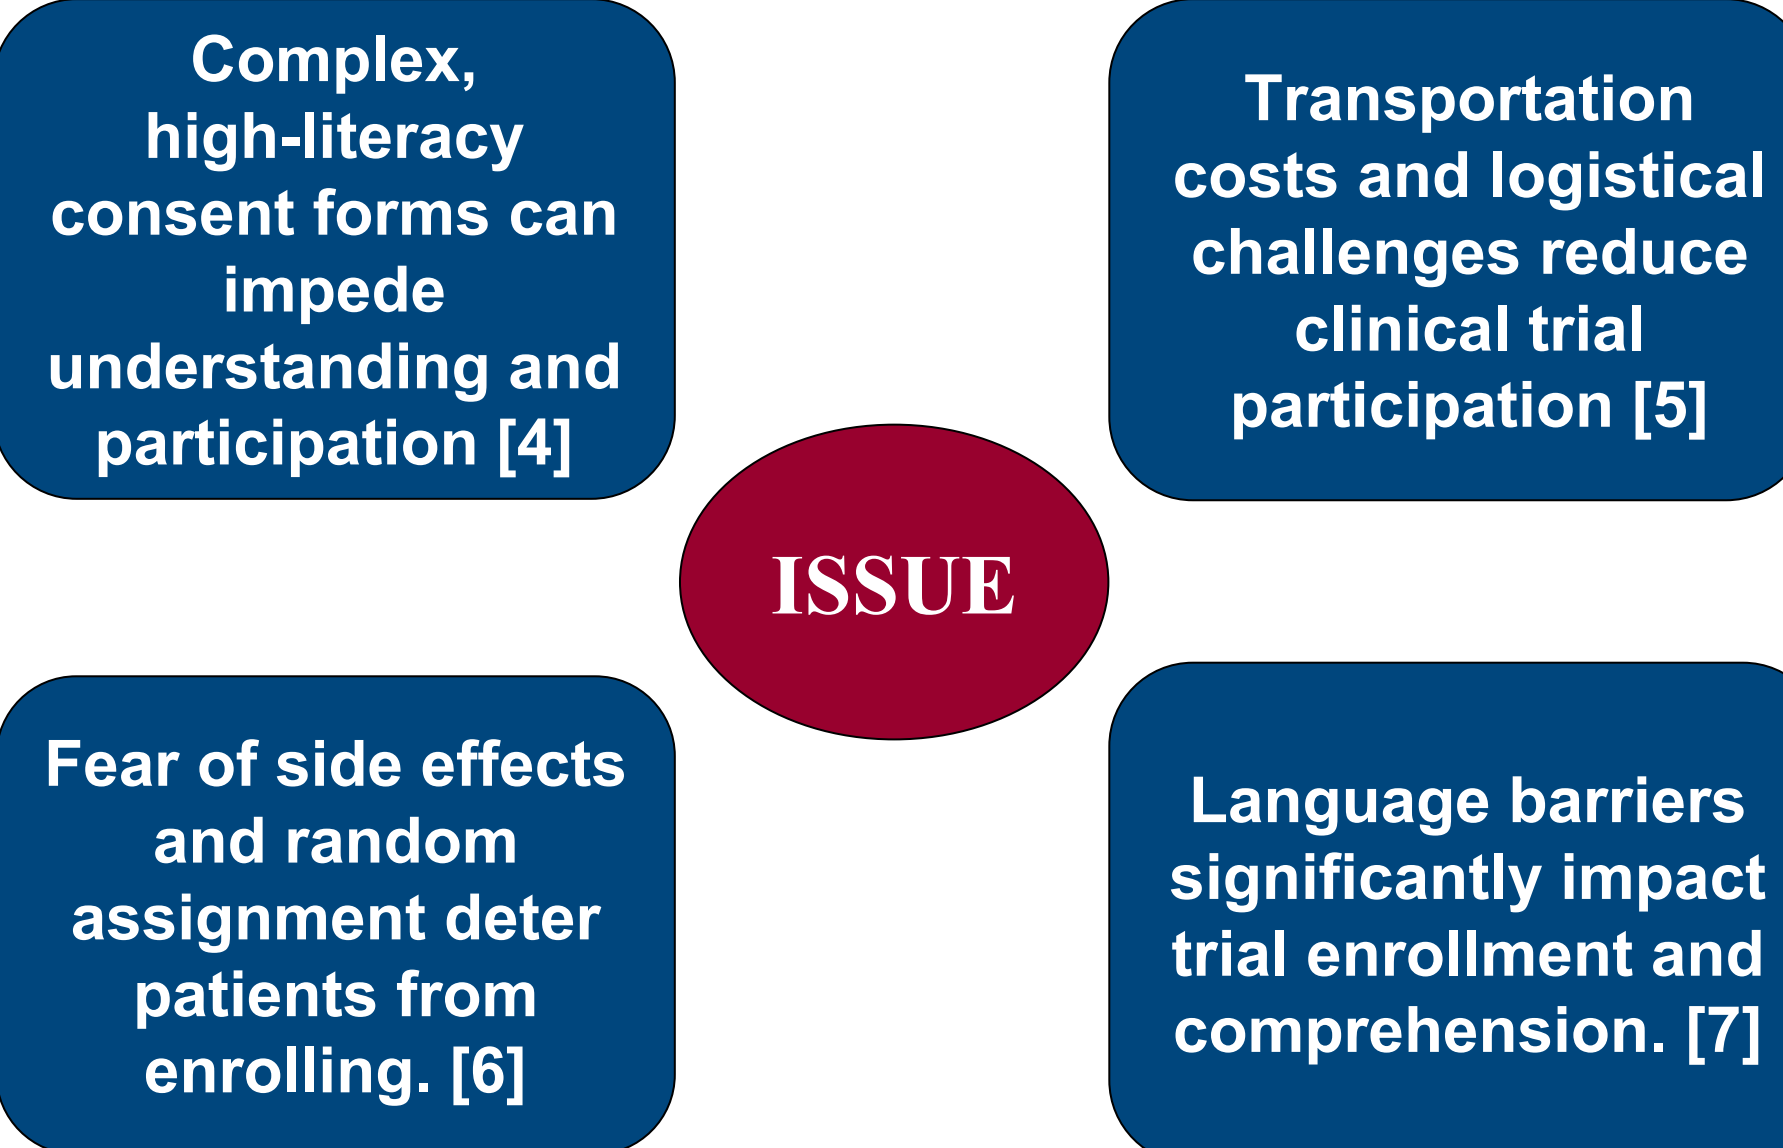 Complex,
high-literacy
consent forms can
impede
understanding and
participation [4]
Transportation
costs and logistical
challenges reduce
clinical trial
participation [5]
ISSUE
Fear of side effects
and random
assignment deter
patients from
enrolling. [6]
Language barriers
significantly impact
trial enrollment and
comprehension. [7]